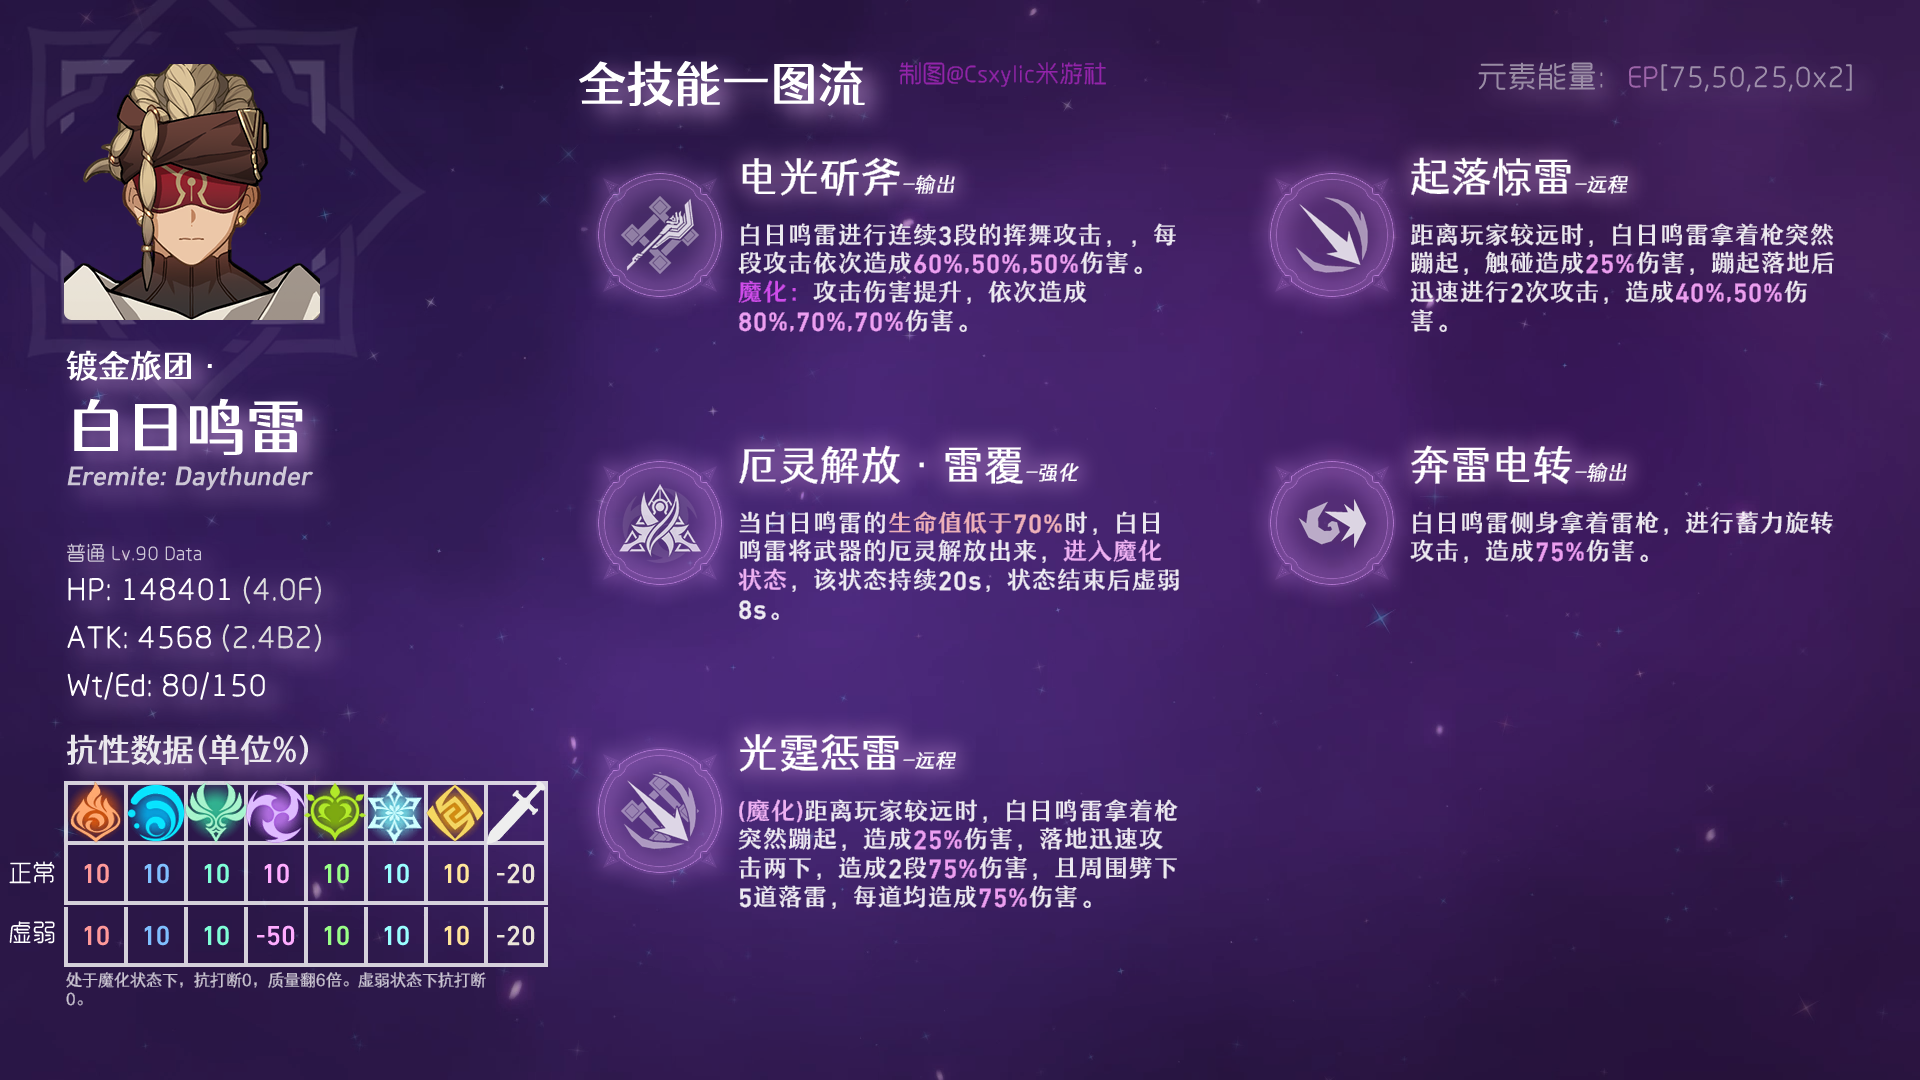 全技能一图流
制图@Csxylic米游社
元素能量: EP[75,50,25,0x2]
镀金旅团·
白日鸣雷
Eremite: Daythunder
普通 Lv.90 Data
HP: 148401 (4.0F)
ATK: 4568 (2.4B2)
Wt/Ed: 80/150
抗性数据(单位%)
正常 10 10 10 10 10 10 10 -20
虚弱 10 10 10 -50 10 10 10 -20
处于魔化状态下，抗打断0，质量翻6倍。虚弱状态下抗打断
0。
电光斫斧-输出
白日鸣雷进行连续3段的挥舞攻击，，每
段攻击依次造成60%,50%,50%伤害。
魔化：攻击伤害提升，依次造成
80%,70%,70%伤害。
起落惊雷-远程
距离玩家较远时，白日鸣雷拿着枪突然
蹦起，触碰造成25%伤害，蹦起落地后
迅速进行2次攻击，造成40%,50%伤
害。
厄灵解放·雷覆-强化
当白日鸣雷的生命值低于70%时，白日
鸣雷将武器的厄灵解放出来，进入魔化
状态，该状态持续20s，状态结束后虚弱
8s。
奔雷电转-输出
白日鸣雷侧身拿着雷枪，进行蓄力旋转
攻击，造成75%伤害。
光霆惩雷-远程
(魔化)距离玩家较远时，白日鸣雷拿着枪
突然蹦起，造成25%伤害，落地迅速攻
击两下，造成2段75%伤害，且周围劈下
5道落雷，每道均造成75%伤害。